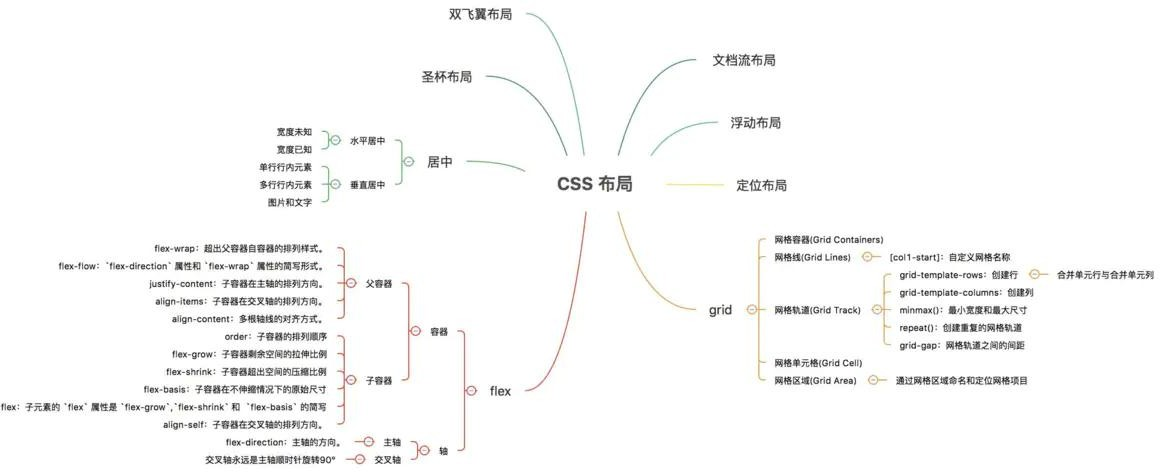 CSS 布局
双飞翼布局
圣杯布局
居中
水平居中
宽度未知
宽度已知
垂直居中
单行行内元素
多行行内元素
图片和文字
flex
容器
父容器
flex-wrap：超出父容器自容器的排列样式。
flex-flow：`flex-direction` 属性和 `flex-wrap` 属性的简写形式。
justify-content：子容器在主轴的排列方向。
align-items：子容器在交叉轴的排列方向。
align-content：多根轴线的对齐方式。
子容器
order：子容器的排列顺序
flex-grow：子容器剩余空间的拉伸比例
flex-shrink：子容器超出空间的压缩比例
flex-basis：子容器在不伸缩情况下的原始尺寸
flex：子元素的 `flex` 属性是 `flex-grow`,`flex-shrink` 和 `flex-basis` 的简写
align-self：子容器在交叉轴的排列方向。
轴
主轴
flex-direction：主轴的方向。
交叉轴
交叉轴永远是主轴顺时针旋转90°
文档流布局
浮动布局
定位布局
grid
网格容器(Grid Containers)
网格线(Grid Lines)
[col1-start]：自定义网格名称
网格轨道(Grid Track)
grid-template-rows：创建行
合并单元行与合并单元列
grid-template-columns：创建列
minmax()：最小宽度和最大尺寸
repeat()：创建重复的网格轨道
grid-gap：网格轨道之间的间距
网格单元格(Grid Cell)
网格区域(Grid Area)
通过网格区域命名和定位网格项目